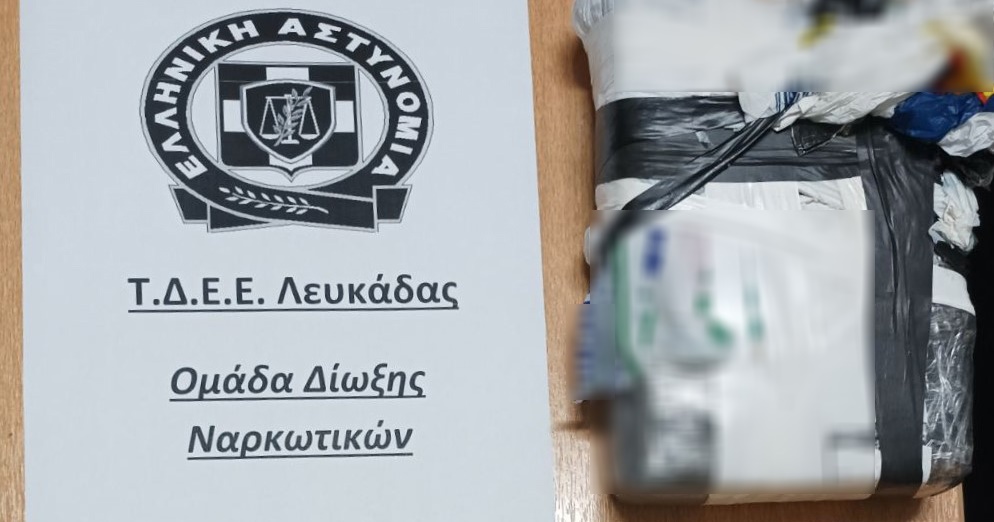 ΕΛΛΗΝΙΚΗ ΑΣΤΥΝΟΜΙΑ
Τ.Δ.Ε.Ε. Λευκάδας
Ομάδα Δίωξης
Ναρκωτικών